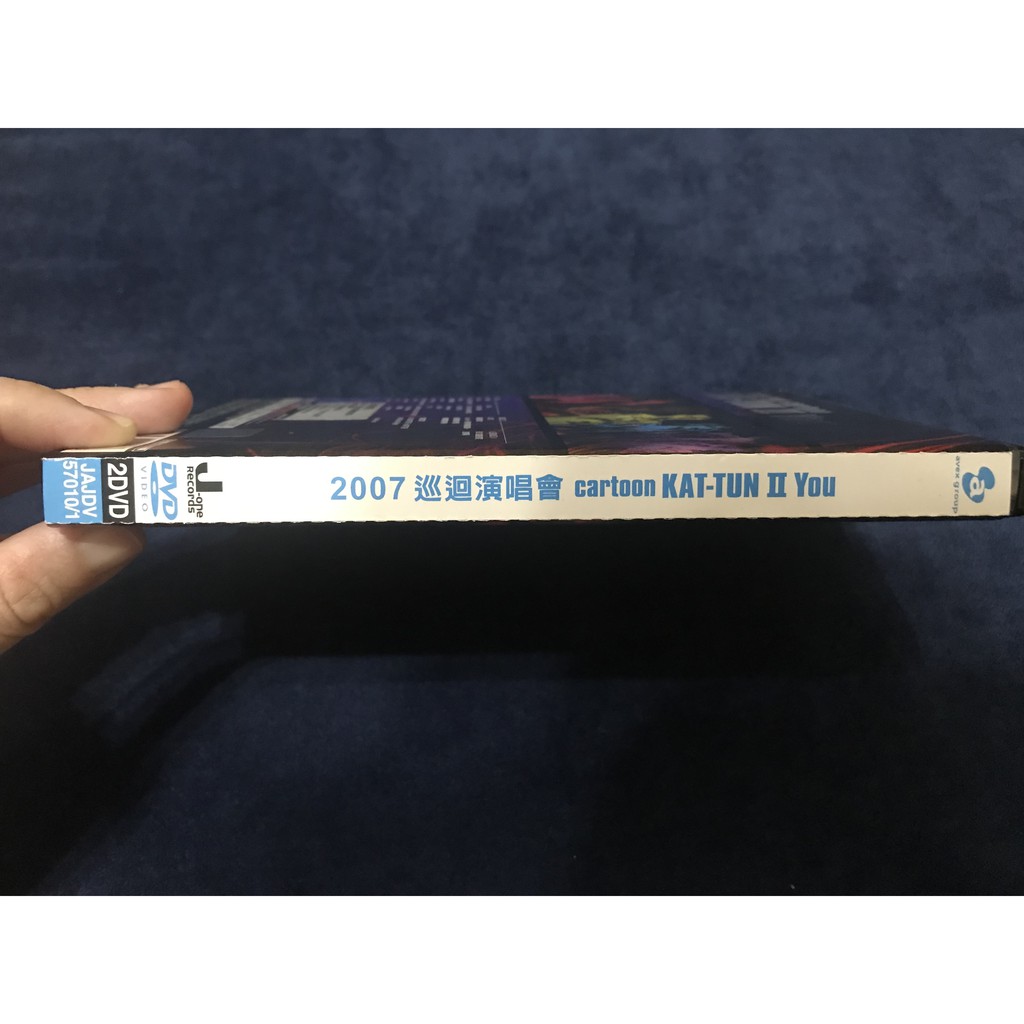 JAJDV
57010/1
2DVD
DVD
VIDEO
J-one
Records
2007 巡迴演唱會 cartoon KAT-TUN II You
a
avex group